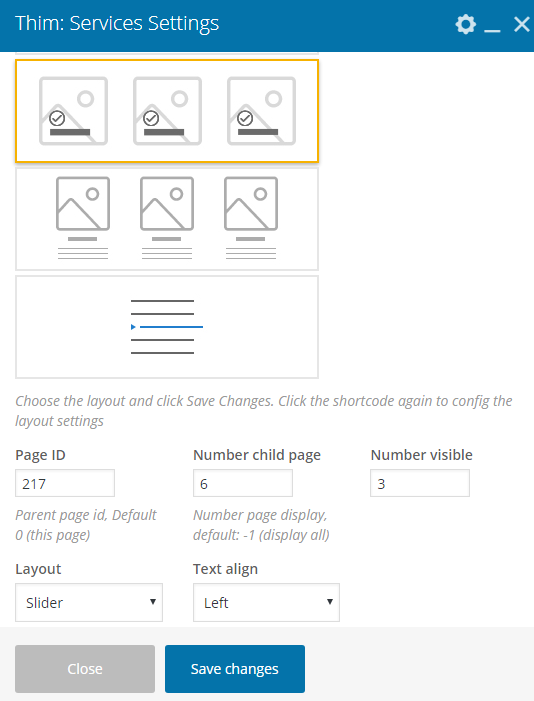 Thim: Services Settings
Choose the layout and click Save Changes. Click the shortcode again to config the
layout settings
Page ID
Number child page
Number visible
217
6
3
Parent page id, Default
0 (this page)
Number page display,
default: -1 (display all)
Layout
Text align
Slider
Left
Close
Save changes